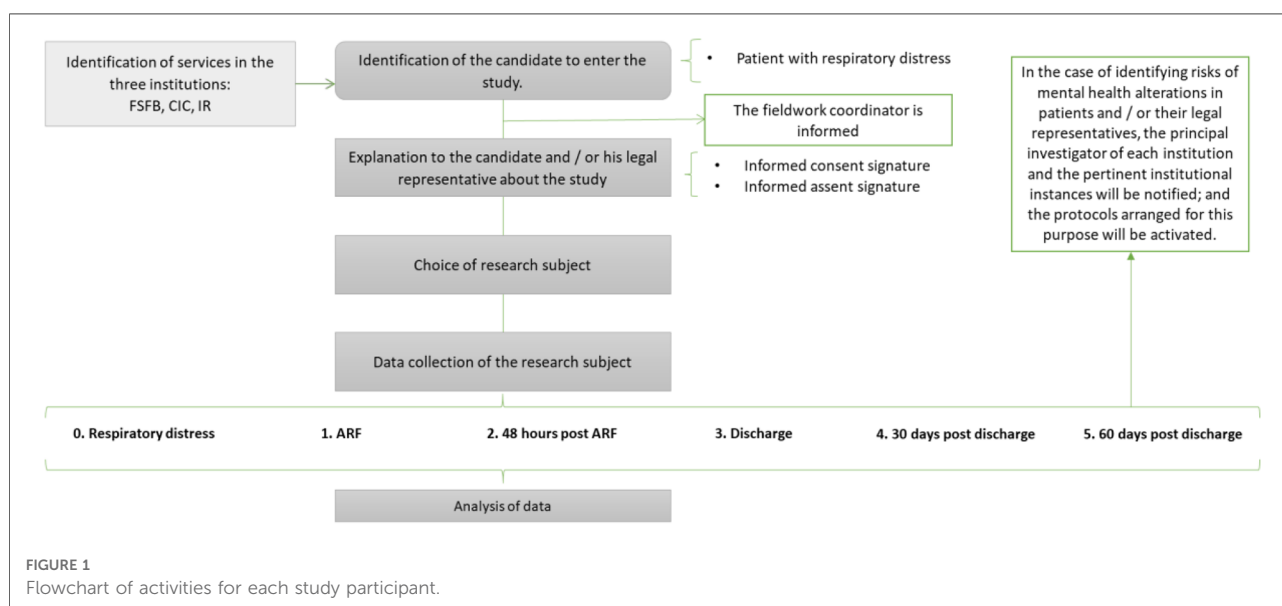 Identification of services in the
three institutions:
FSFB, CIC, IR
Identification of the candidate to enter the
study.
• Patient with respiratory distress
The fieldwork coordinator is
informed
Explanation to the candidate and / or his legal
representative about the study
• Informed consent signature
• Informed assent signature
In the case of identifying risks of
mental health alterations in
patients and / or their legal
representatives, the principal
investigator of each institution
and the pertinent institutional
instances will be notified; and
the protocols arranged for this
purpose will be activated.
Choice of research subject
Data collection of the research subject
0. Respiratory distress
1. ARF
2. 48 hours post ARF
3. Discharge
4. 30 days post discharge
5. 60 days post discharge
Analysis of data
FIGURE 1
Flowchart of activities for each study participant.